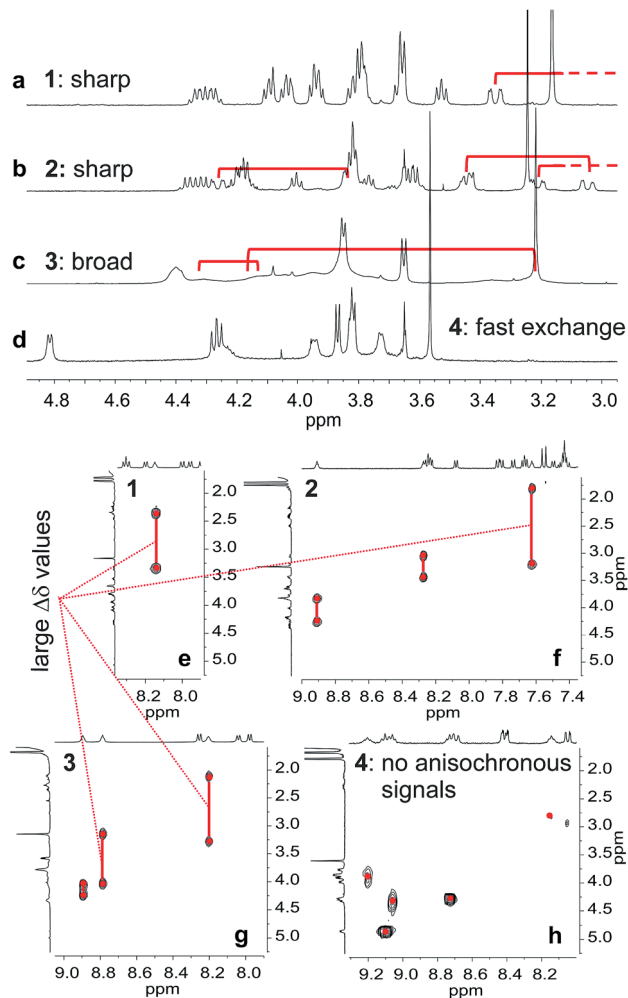 a 1: sharp
b 2: sharp
c 3: broad
d 4: fast exchange
4.8 4.6 4.4 4.2 4.0 3.8 3.6 3.4 3.2 3.0
ppm
large Δδ values
1
2.0
2.5
3.0
3.5
4.0
4.5
5.0
e
8.2 8.0
ppm
2
2.0
2.5
3.0
3.5
4.0
4.5
5.0
ppm
f
9.0 8.8 8.6 8.4 8.2 8.0 7.8 7.6 7.4
ppm
3
2.0
2.5
3.0
3.5
4.0
4.5
5.0
g
9.0 8.8 8.6 8.4 8.2 8.0
ppm
4: no anisochronous
signals
2.0
2.5
3.0
3.5
4.0
4.5
5.0
ppm
h
9.2 9.0 8.8 8.6 8.4 8.2
ppm